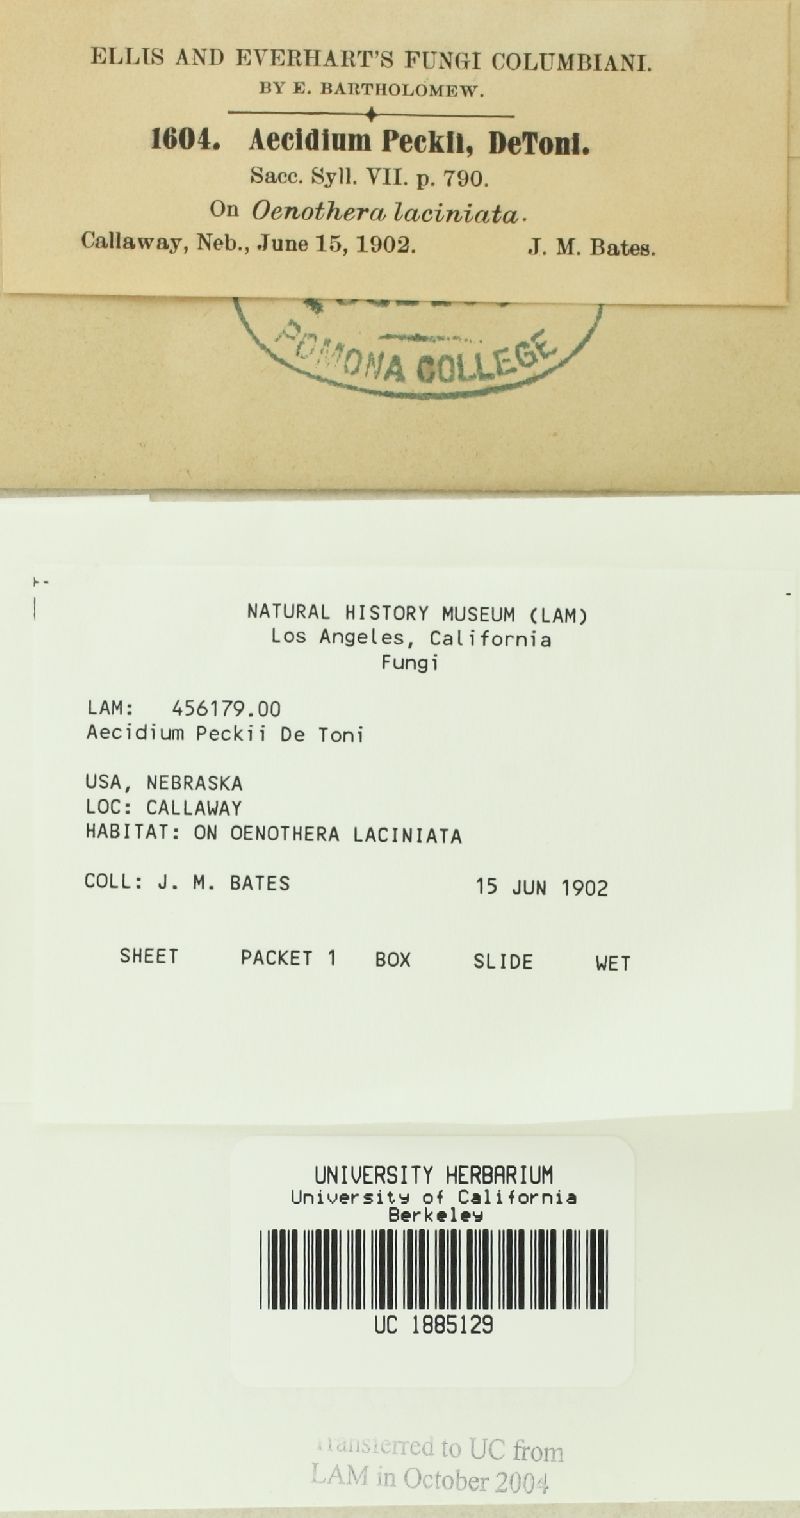 ELLIS AND EVERHART'S FUNGI COLUMBIANI.
BY E. BARTHOLOMEW.
1604. Aecidium Peckii, DeToni.
Sacc. Syll. VII. p. 790.
On Oenothera laciniata.
Callaway, Neb., June 15, 1902. J. M. Bates.
POMONA COLLEGE
NATURAL HISTORY MUSEUM (LAM)
Los Angeles, California
Fungi
LAM: 456179.00
Aecidium Peckii De Toni
USA, NEBRASKA
LOC: CALLAWAY
HABITAT: ON OENOTHERA LACINIATA
COLL: J. M. BATES 15 JUN 1902
SHEET PACKET 1 BOX SLIDE WET
UNIVERSITY HERBARIUM
University of California
Berkeley
UC 1885129
Transferred to UC from
LAM in October 2004